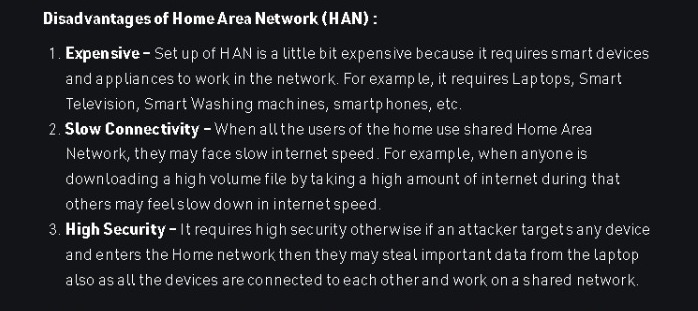 Disadvantages of Home Area Network (HAN) :
1. Expensive – Set up of HAN is a little bit expensive because it requires smart devices
and appliances to work in the network. For example, it requires Laptops, Smart
Television, Smart Washing machines, smartphones, etc.
2. Slow Connectivity – When all the users of the home use shared Home Area
Network, they may face slow internet speed. For example, when anyone is
downloading a high volume file by taking a high amount of internet during that
others may feel slow down in internet speed.
3. High Security – It requires high security otherwise if an attacker targets any device
and enters the Home network then they may steal important data from the laptop
also as all the devices are connected to each other and work on a shared network.